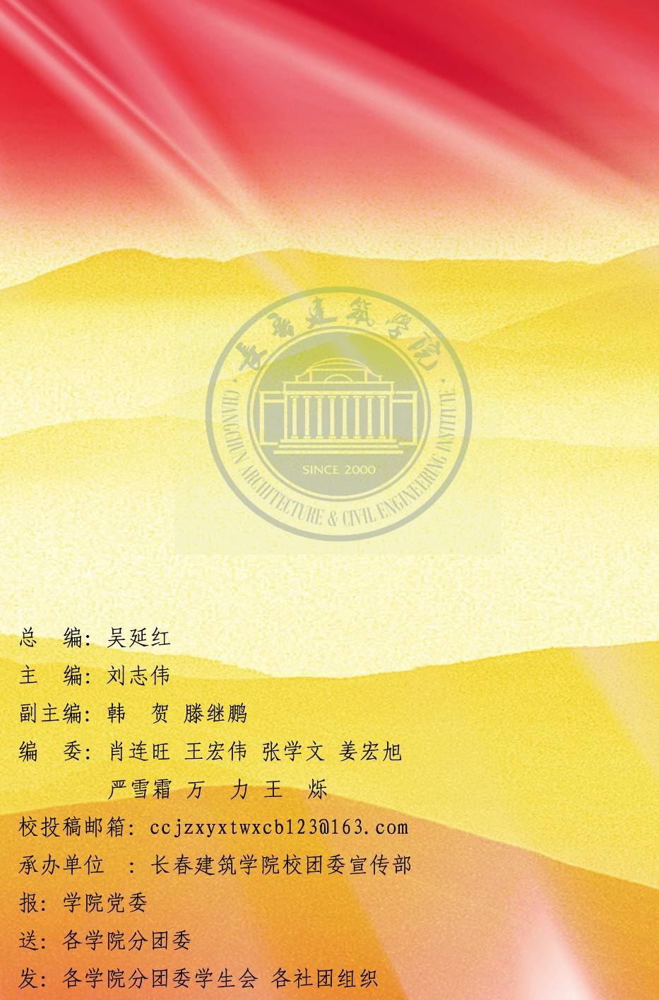 长春建筑学院
CHANGCHUN ARCHITECTURE & CIVIL ENGINEERING INSTITUTE
SINCE 2000
总　编：吴延红
主　编：刘志伟
副主编：韩　贺 滕继鹏
编　委：肖连旺 王宏伟 张学文 姜宏旭
严雪霜 万　力 王　烁
校投稿邮箱：ccjzxyxtwxcb123@163.com
承办单位　：长春建筑学院校团委宣传部
报：学院党委
送：各学院分团委
发：各学院分团委学生会 各社团组织